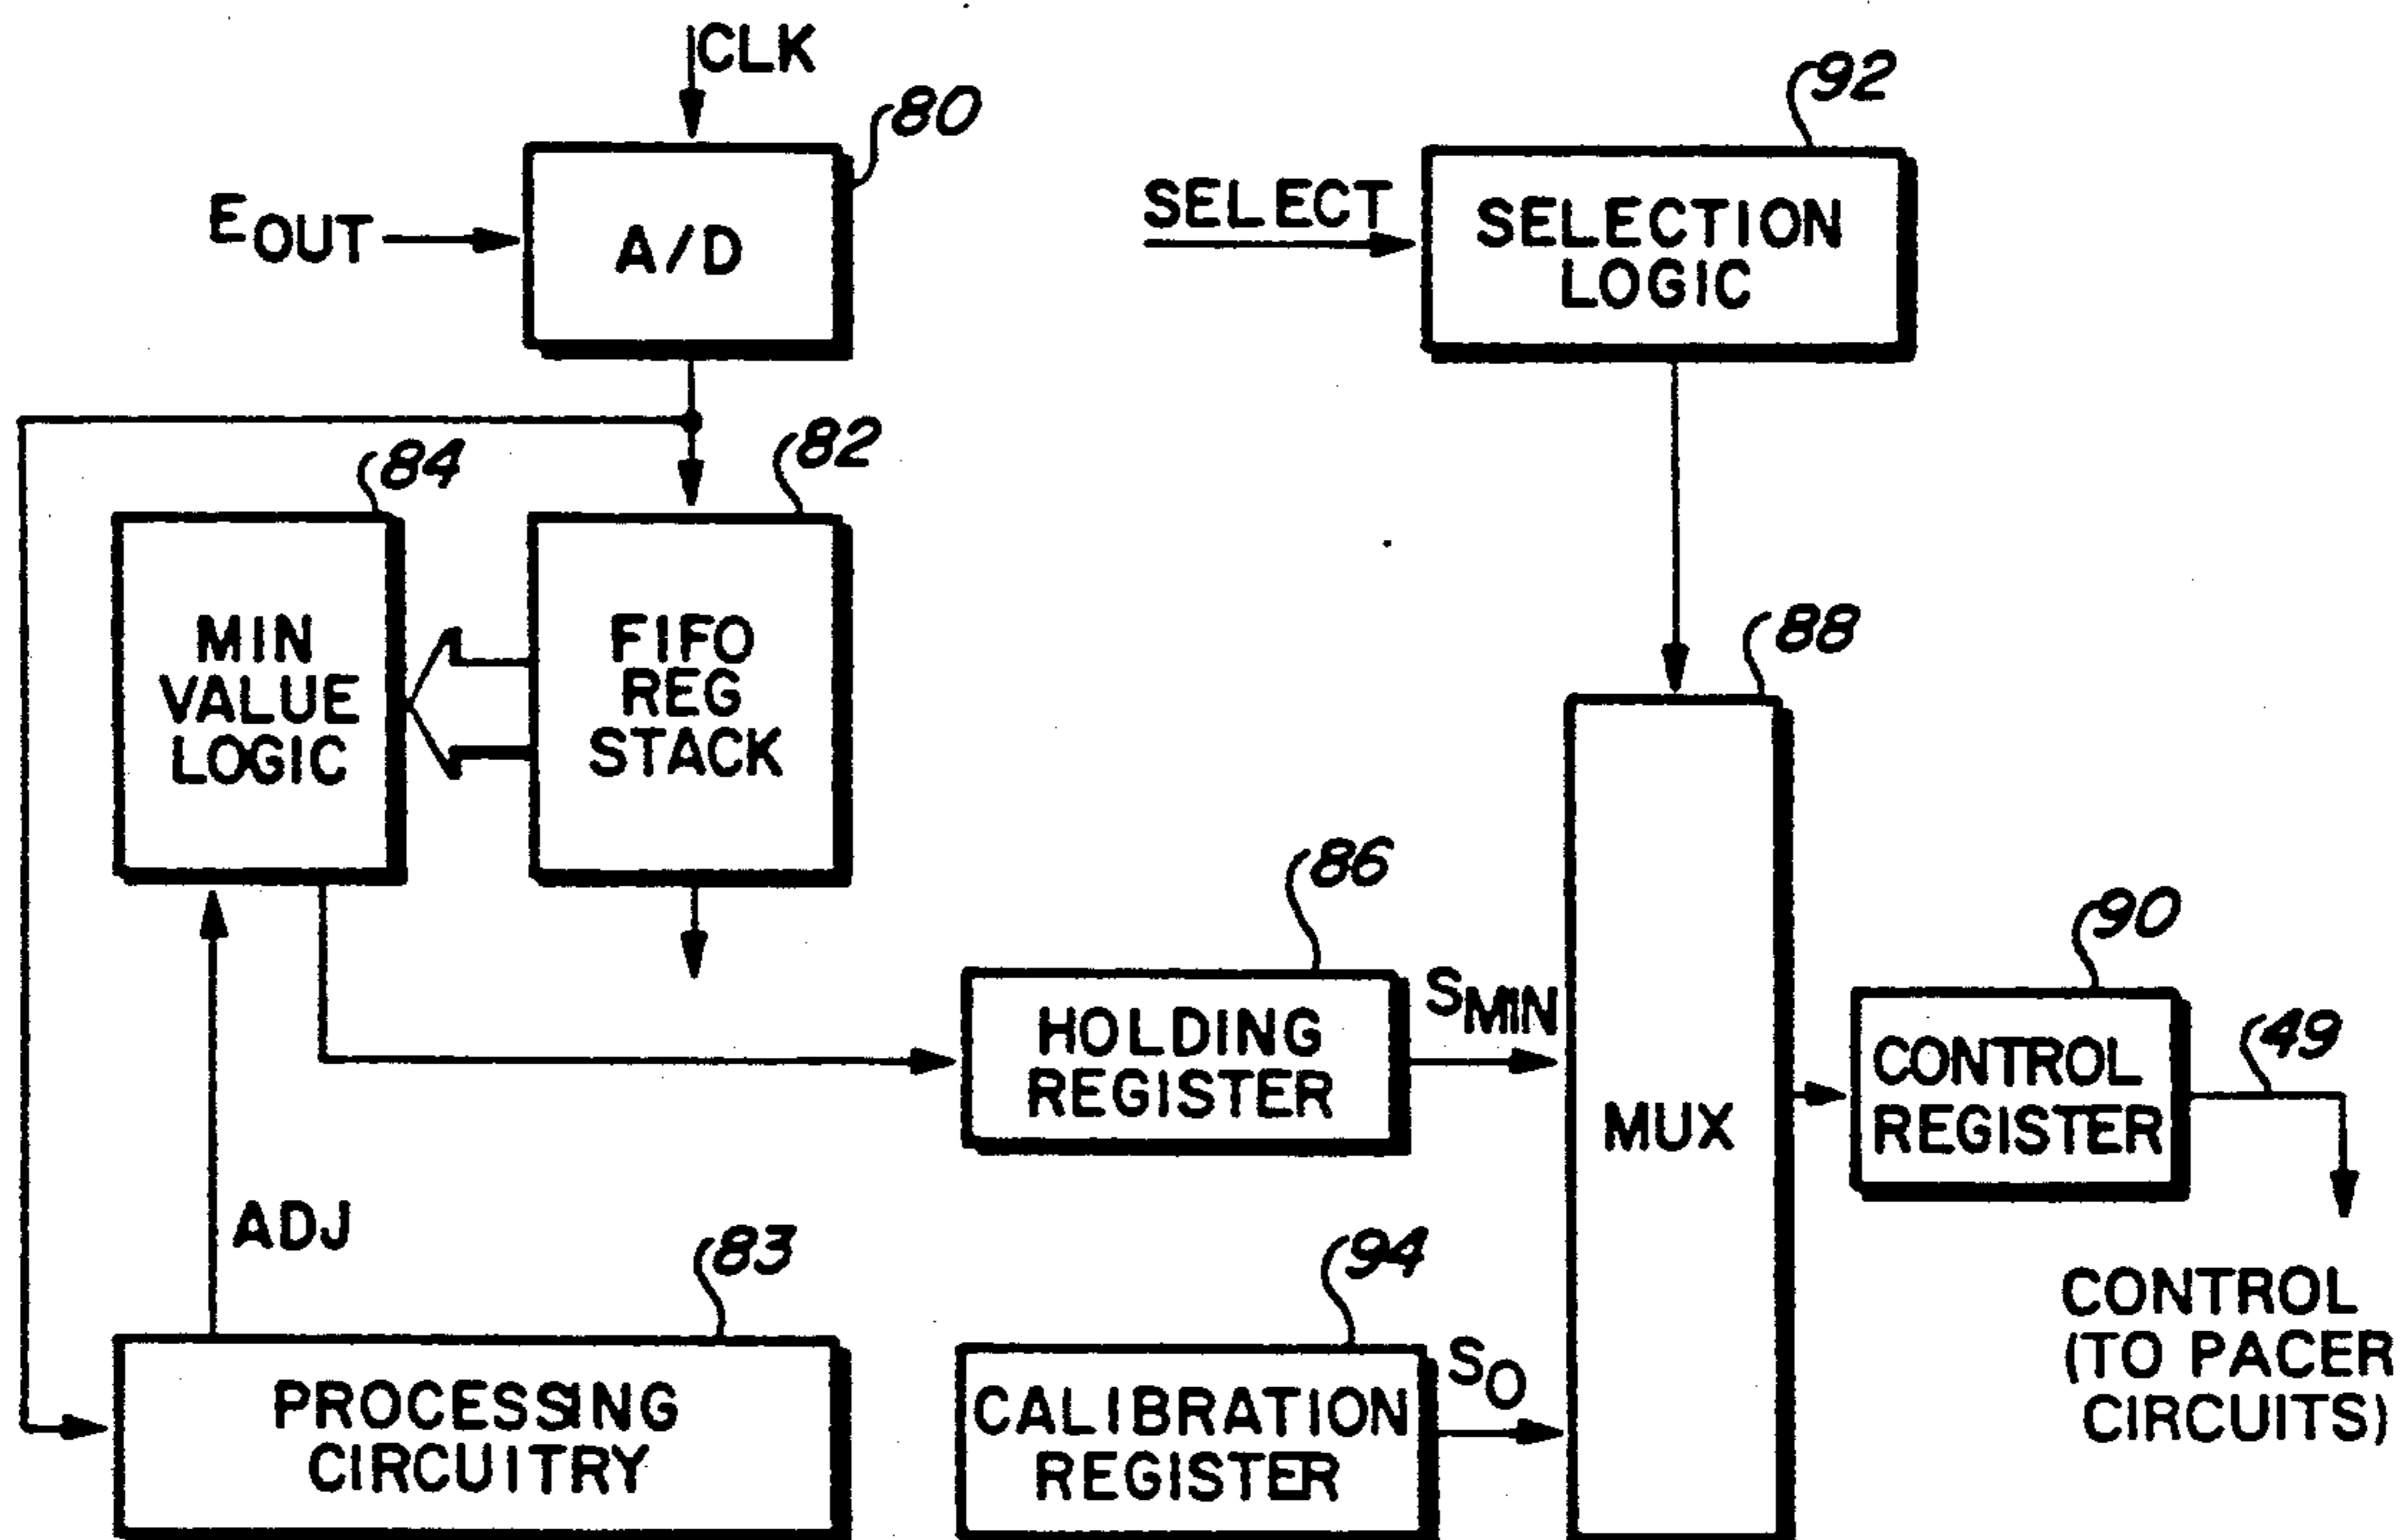 CLK
80
92
EOUT
A/D
SELECT
SELECTION
LOGIC
84
82
MIN
VALUE
LOGIC
FIFO
REG
STACK
88
86
90
HOLDING
REGISTER
SMIN
MUX
CONTROL
REGISTER
49
ADJ
83
94
CONTROL
(TO PACER
CIRCUITS)
PROCESSING
CIRCUITRY
CALIBRATION
REGISTER
SO